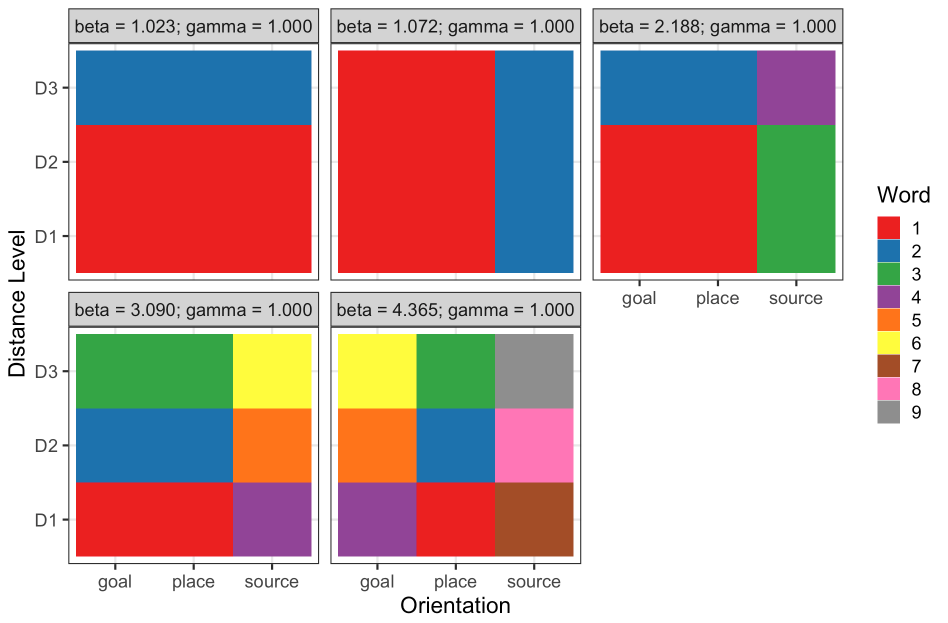 beta = 1.023; gamma = 1.000
beta = 1.072; gamma = 1.000
beta = 2.188; gamma = 1.000
D3
D2
D1
goal place source
beta = 3.090; gamma = 1.000
beta = 4.365; gamma = 1.000
D3
D2
D1
goal place source
goal place source
Orientation
Distance Level
Word
1
2
3
4
5
6
7
8
9